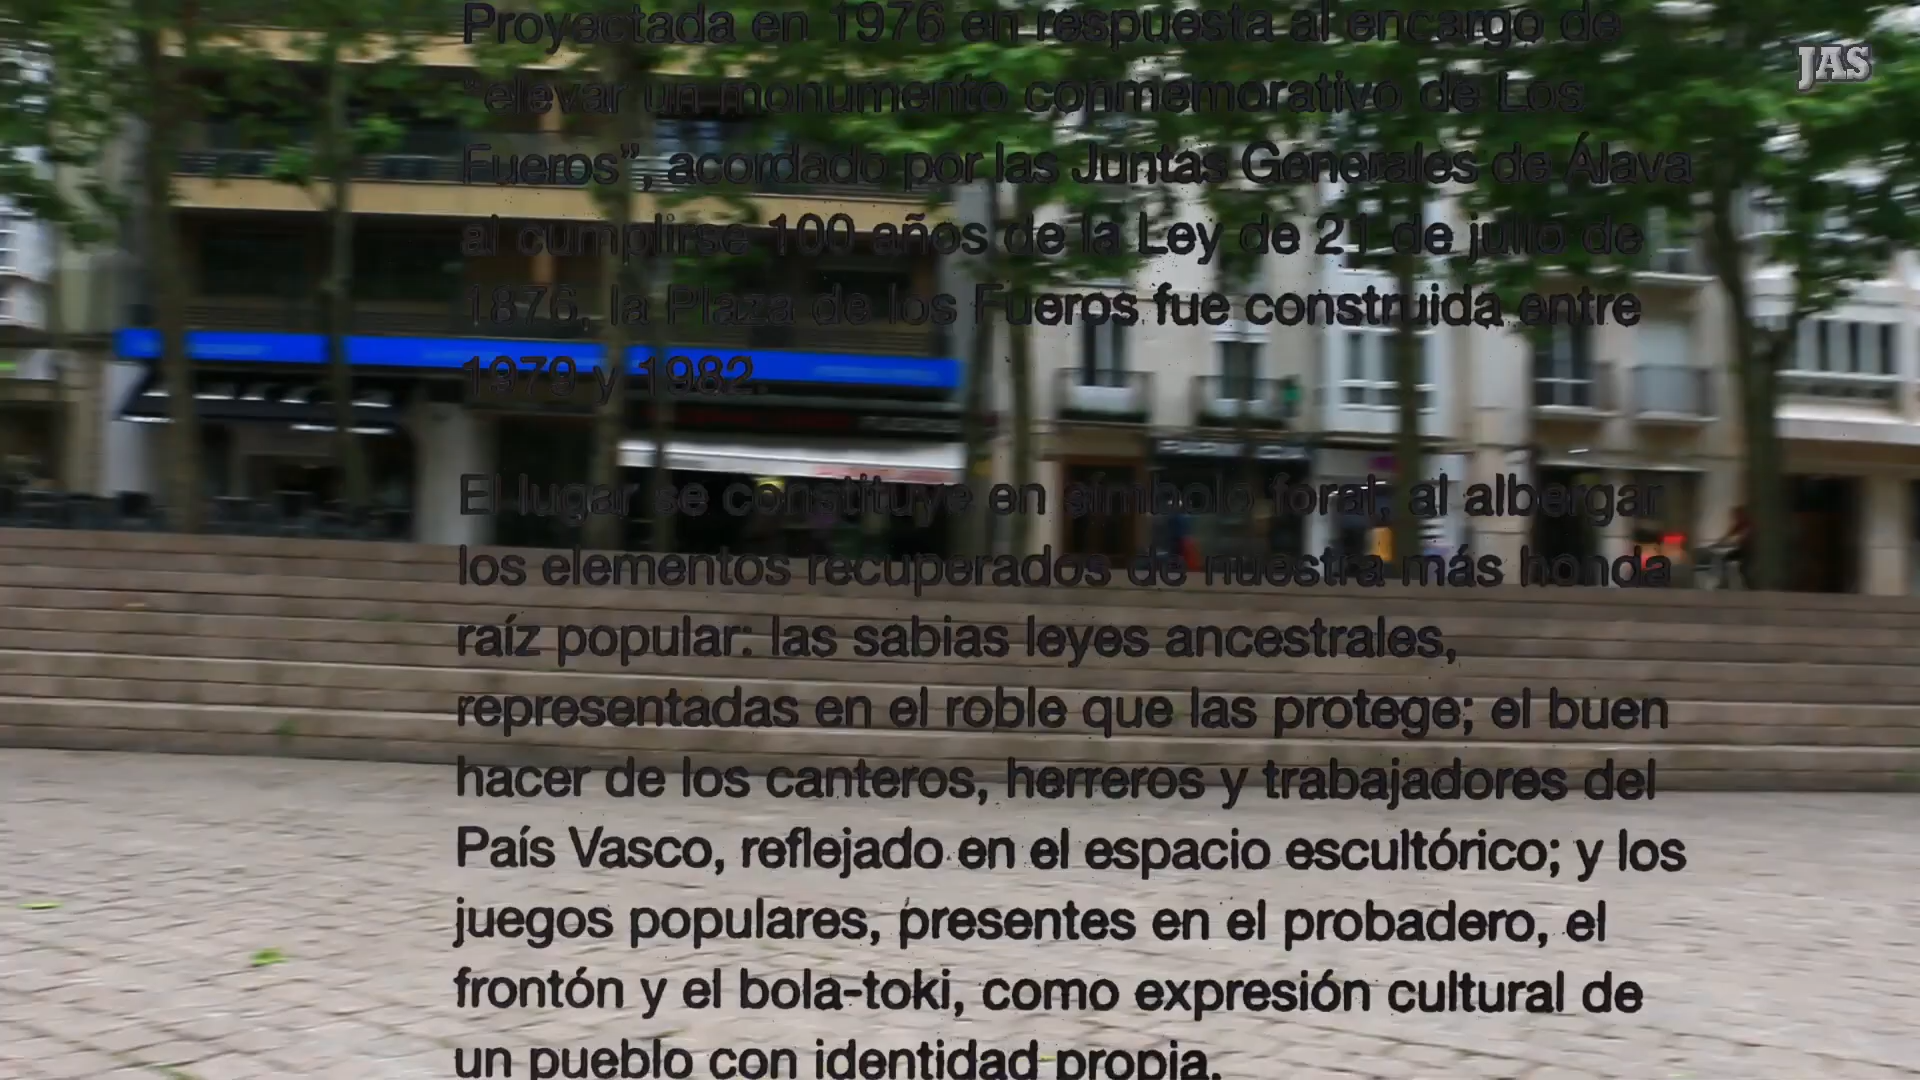 JAS
Proyectada en 1976 en respuesta al encargo de
“elevar un monumento conmemorativo de Los
Fueros”, acordado por las Juntas Generales de Álava
al cumplirse 100 años de la Ley de 21 de julio de
1876, la Plaza de los Fueros fue construida entre
1979 y 1982.
El lugar se constituye en símbolo foral, al albergar
los elementos recuperados de nuestra más honda
raíz popular: las sabias leyes ancestrales,
representadas en el roble que las protege; el buen
hacer de los canteros, herreros y trabajadores del
País Vasco, reflejado en el espacio escultórico; y los
juegos populares, presentes en el probadero, el
frontón y el bola-toki, como expresión cultural de
un pueblo con identidad propia.